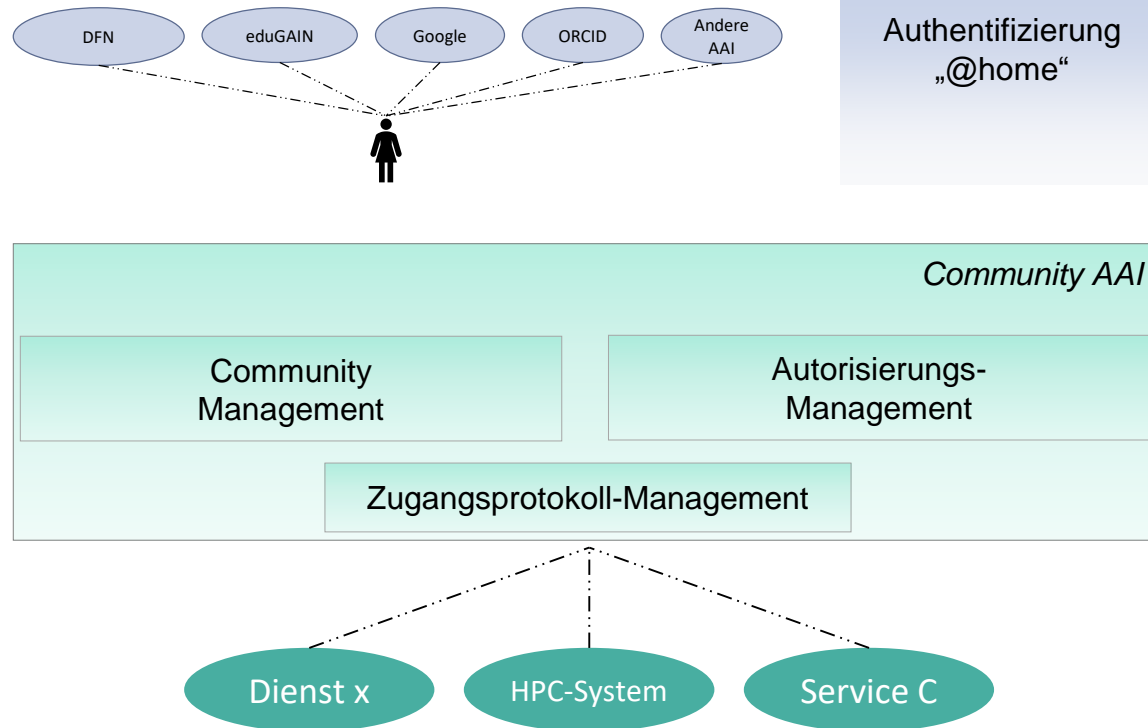 DFN
eduGAIN
Google
ORCID
Andere
AAI
Authentifizierung
„@home“
Community AAI
Community
Management
Autorisierungs-
Management
Zugangsprotokoll-Management
Dienst x
HPC-System
Service C